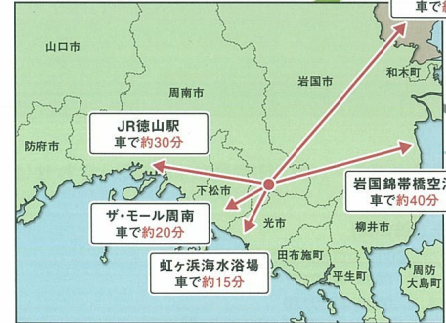 車で約
山口市
周南市
岩国市
和木町
JR徳山駅
車で約30分
防府市
下松市
岩国錦帯橋空
車で約40分
ザ・モール周南
車で約20分
光市
柳井市
虹ヶ浜海水浴場
車で約15分
田布施町
平生町
周防
大島町